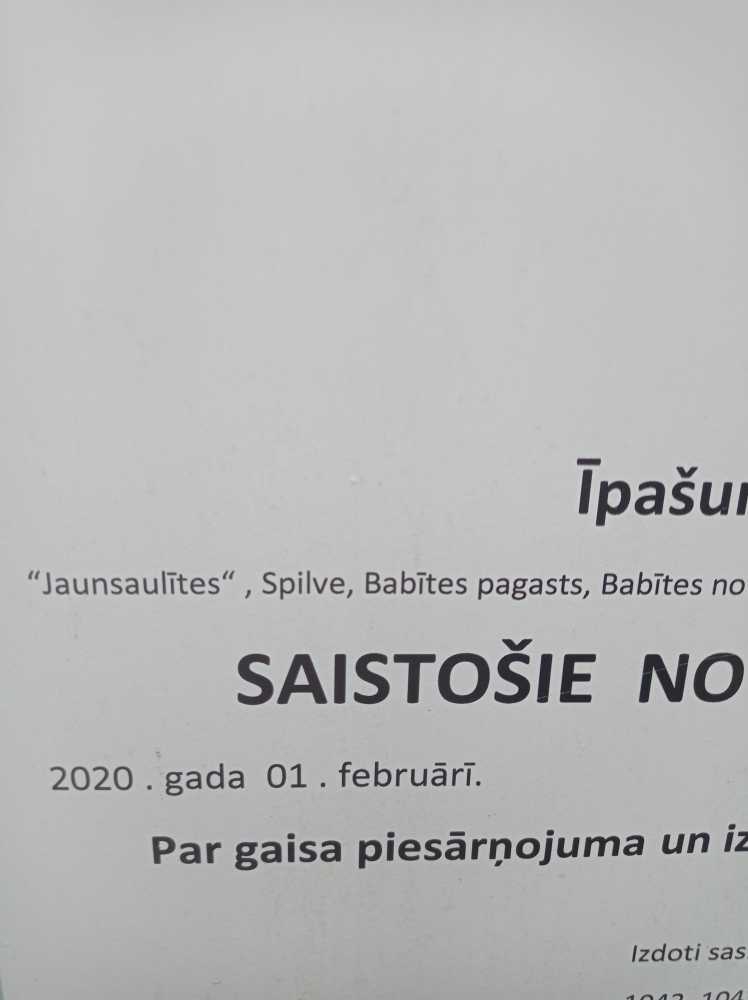 Īpašu
"Jaunsaulītes“ , Spilve, Babītes pagasts, Babītes no
SAISTOŠIE NO
2020 . gada 01 . februārī.
Par gaisa piesārņojuma un iz
Izdoti sas